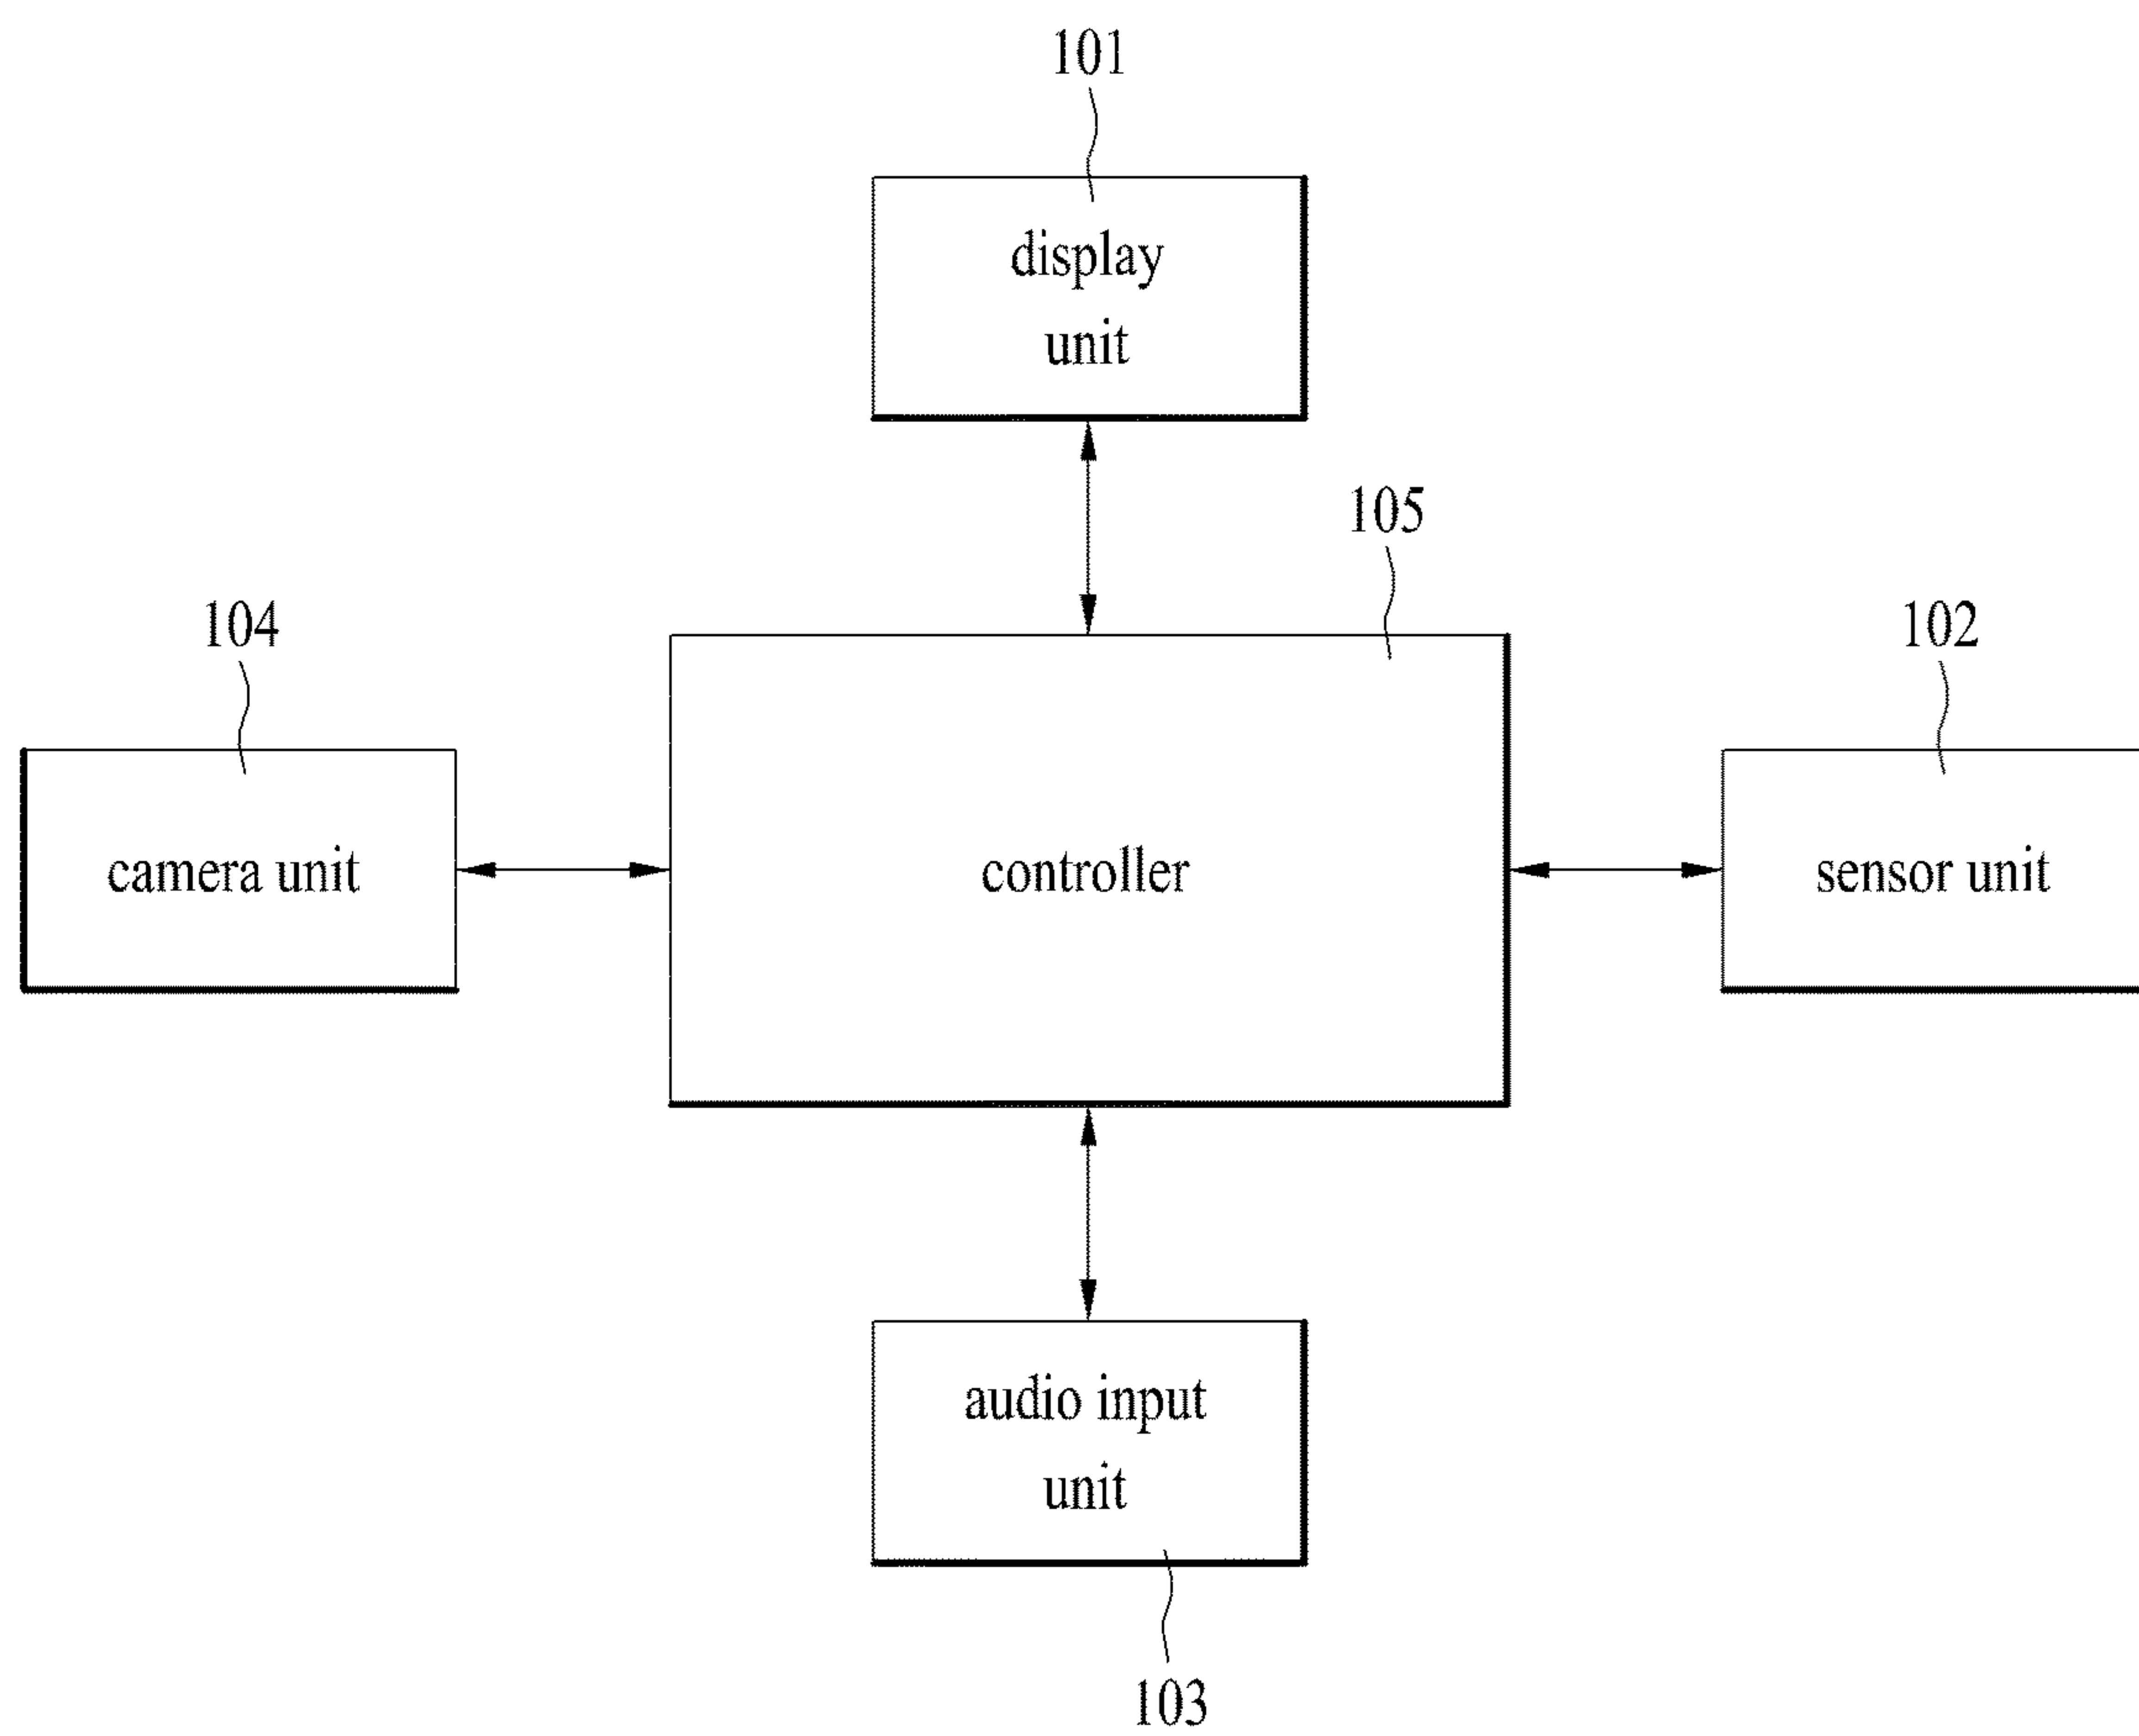 101
display
unit
105
104
102
camera unit
controller
sensor unit
audio input
unit
103